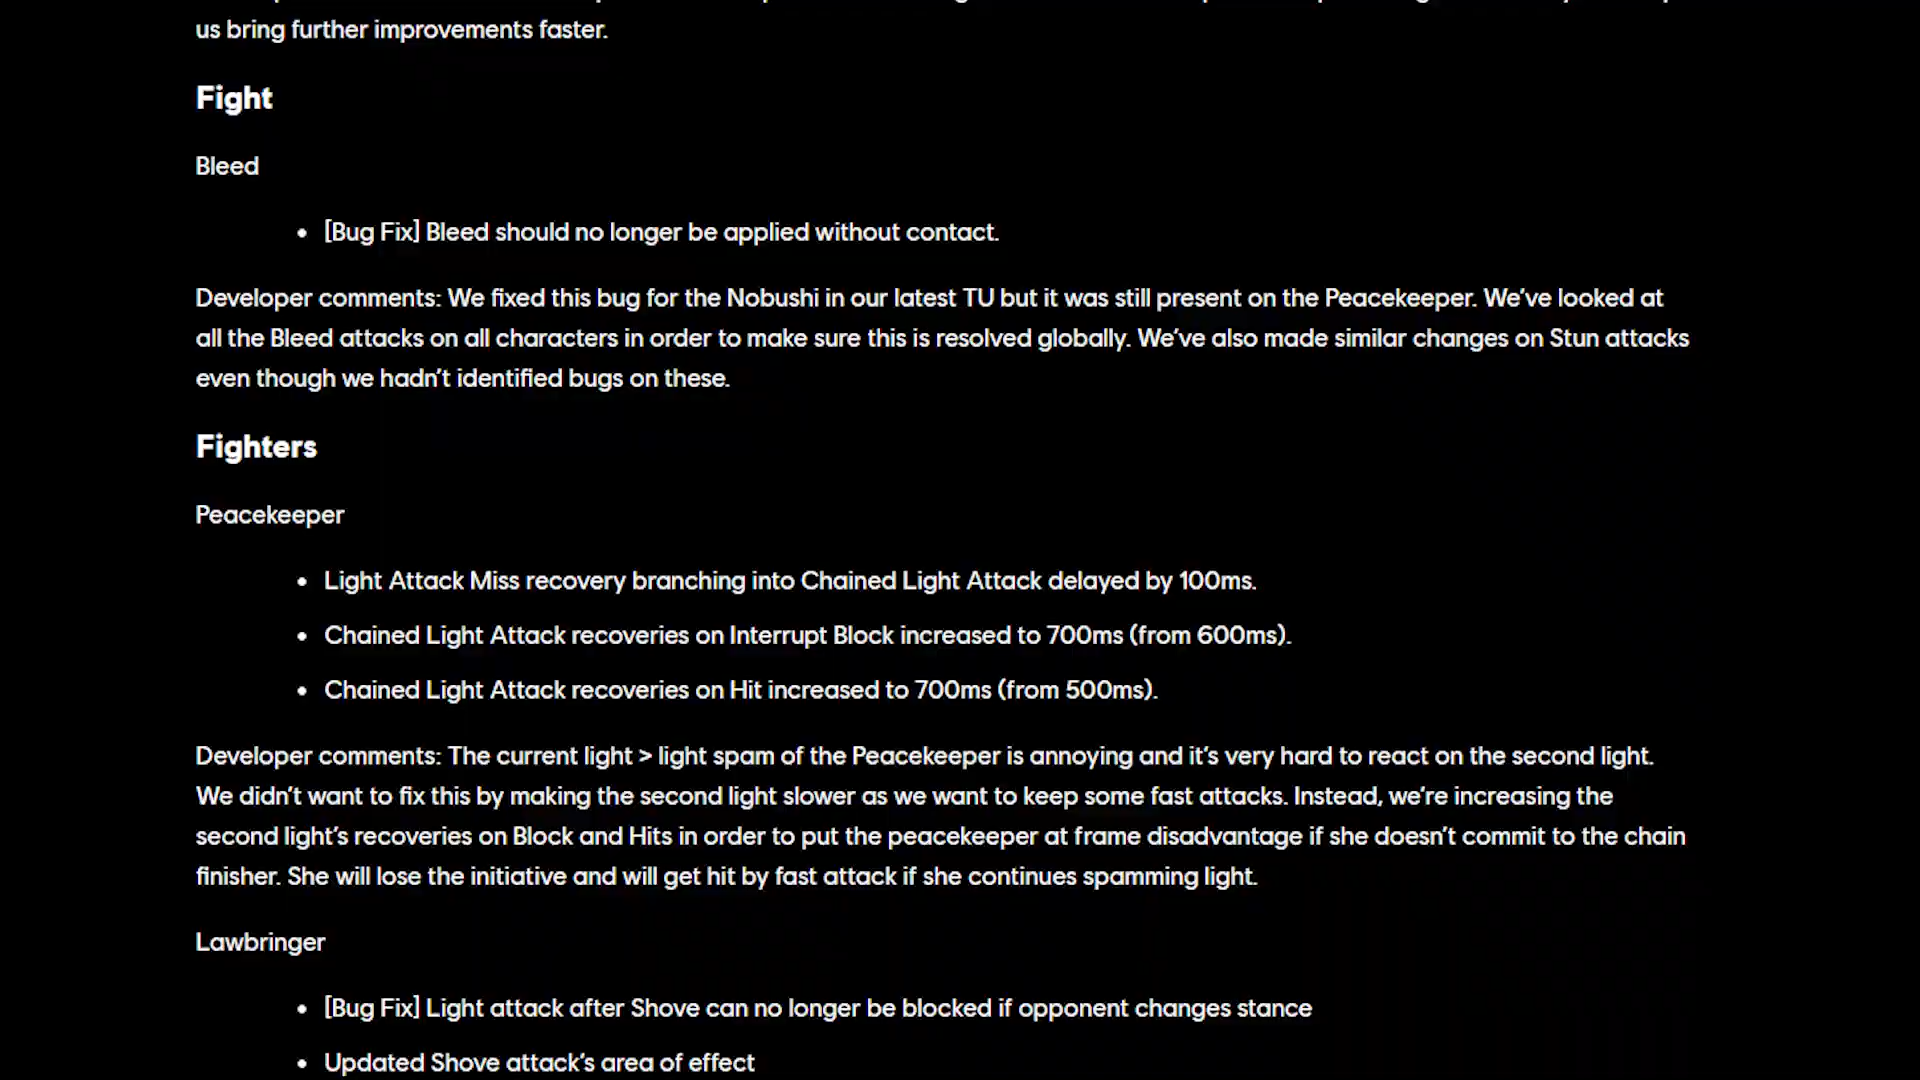 us bring further improvements faster.
Fight
Bleed
• [Bug Fix] Bleed should no longer be applied without contact.
Developer comments: We fixed this bug for the Nobushi in our latest TU but it was still present on the Peacekeeper. We’ve looked at
all the Bleed attacks on all characters in order to make sure this is resolved globally. We’ve also made similar changes on Stun attacks
even though we hadn’t identified bugs on these.
Fighters
Peacekeeper
• Light Attack Miss recovery branching into Chained Light Attack delayed by 100ms.
• Chained Light Attack recoveries on Interrupt Block increased to 700ms (from 600ms).
• Chained Light Attack recoveries on Hit increased to 700ms (from 500ms).
Developer comments: The current light > light spam of the Peacekeeper is annoying and it’s very hard to react on the second light.
We didn’t want to fix this by making the second light slower as we want to keep some fast attacks. Instead, we’re increasing the
second light’s recoveries on Block and Hits in order to put the peacekeeper at frame disadvantage if she doesn’t commit to the chain
finisher. She will lose the initiative and will get hit by fast attack if she continues spamming light.
Lawbringer
• [Bug Fix] Light attack after Shove can no longer be blocked if opponent changes stance
• Updated Shove attack’s area of effect